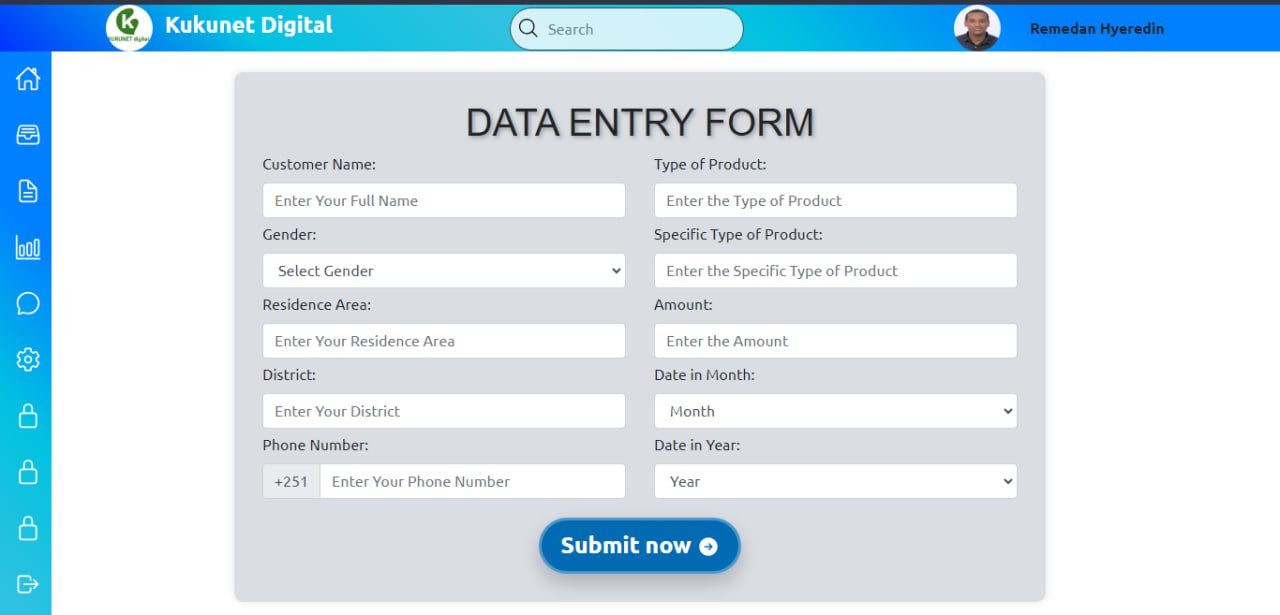 Kukunet Digital
Search
Remedan Hyeredin
K
KUKUNET digital
DATA ENTRY FORM
Customer Name:
Enter Your Full Name
Gender:
Select Gender
Residence Area:
Enter Your Residence Area
District:
Enter Your District
Phone Number:
+251 Enter Your Phone Number
Type of Product:
Enter the Type of Product
Specific Type of Product:
Enter the Specific Type of Product
Amount:
Enter the Amount
Date in Month:
Month
Date in Year:
Year
Submit now